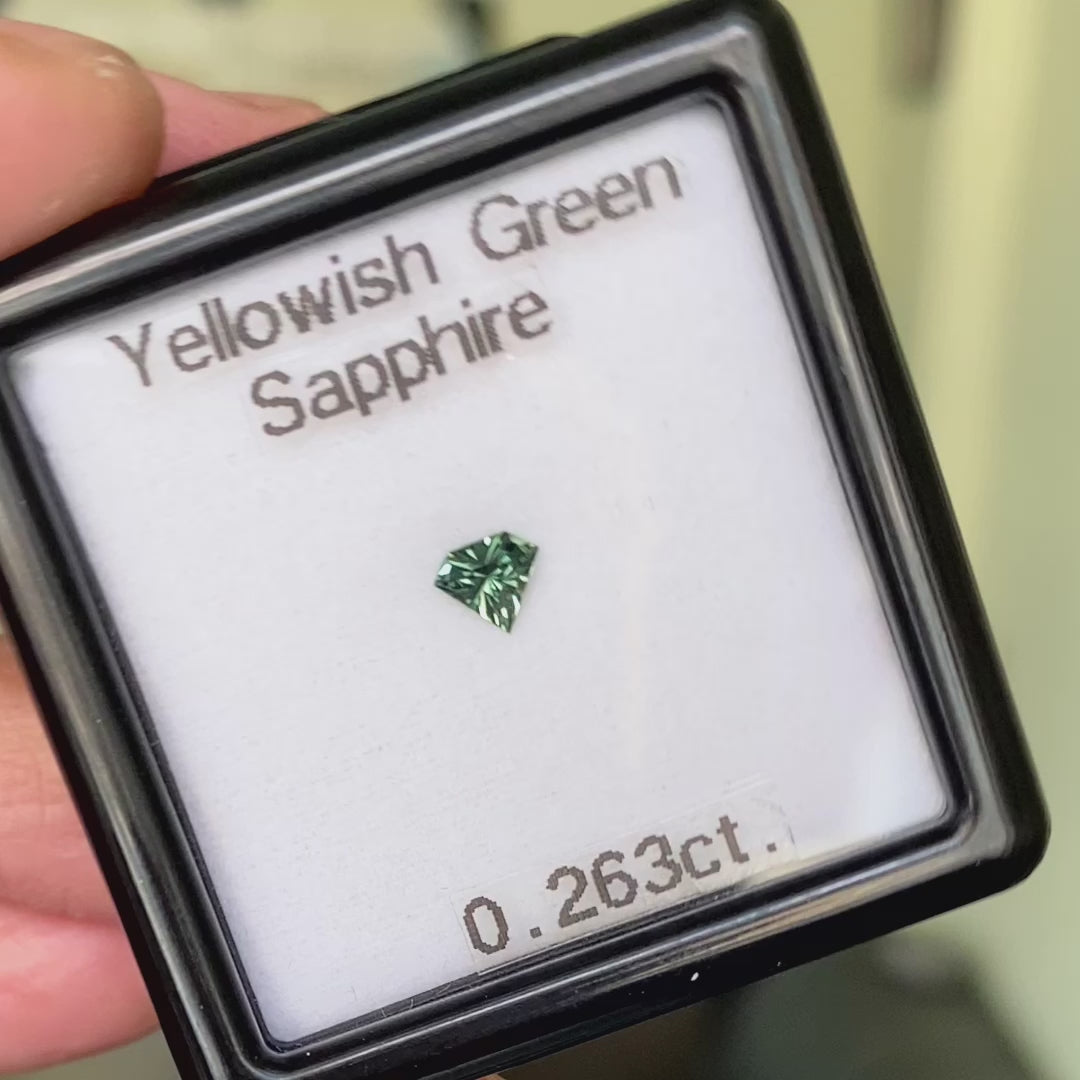 Yellowish Green
Sapphire
0.263ct.